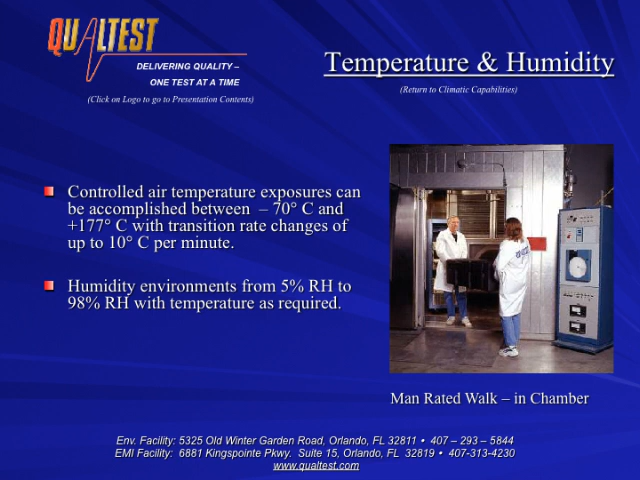 QUALTEST
DELIVERING QUALITY –
ONE TEST AT A TIME
(Click on Logo to go to Presentation Contents)
Temperature & Humidity
(Return to Climatic Capabilities)
Controlled air temperature exposures can
be accomplished between – 70° C and
+177° C with transition rate changes of
up to 10° C per minute.
Humidity environments from 5% RH to
98% RH with temperature as required.
Man Rated Walk – in Chamber
Env. Facility: 5325 Old Winter Garden Road, Orlando, FL 32811 • 407 – 293 – 5844
EMI Facility: 6881 Kingspointe Pkwy. Suite 15, Orlando, FL 32819 • 407-313-4230
www.qualtest.com